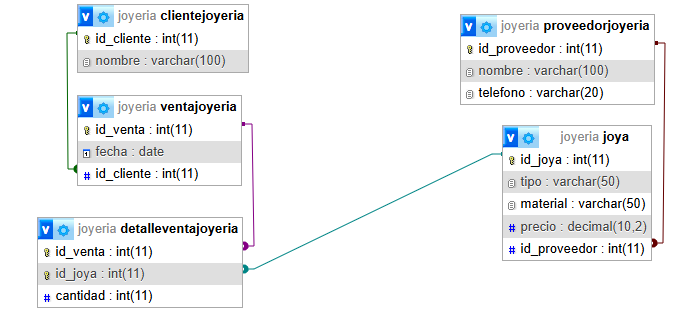 joyeria clientejoyeria
id_cliente : int(11)
nombre : varchar(100)
joyeria proveedorjoyeria
id_proveedor : int(11)
nombre : varchar(100)
telefono : varchar(20)
joyeria ventajoyeria
id_venta : int(11)
fecha : date
id_cliente : int(11)
joyeria joya
id_joya : int(11)
tipo : varchar(50)
material : varchar(50)
precio : decimal(10,2)
id_proveedor : int(11)
joyeria detalleventajoyeria
id_venta : int(11)
id_joya : int(11)
cantidad : int(11)